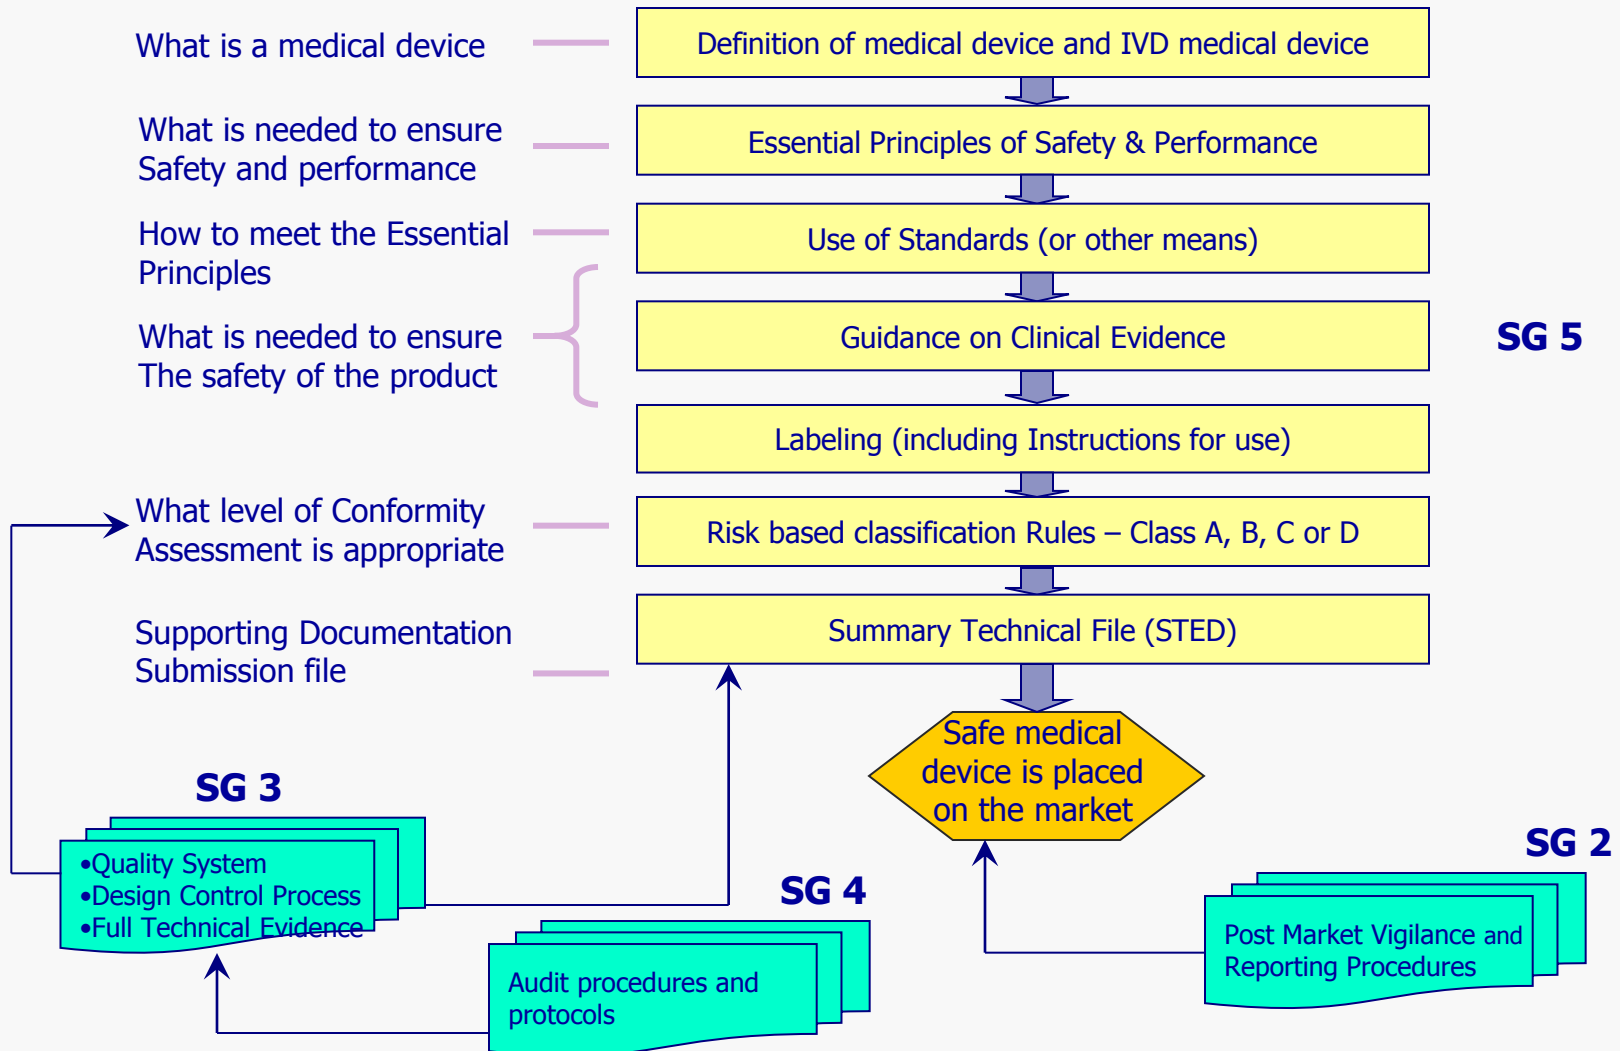 What is a medical device
Definition of medical device and IVD medical device
What is needed to ensure
Safety and performance
Essential Principles of Safety & Performance
How to meet the Essential
Principles
Use of Standards (or other means)
What is needed to ensure
The safety of the product
Guidance on Clinical Evidence
SG 5
Labeling (including Instructions for use)
What level of Conformity
Assessment is appropriate
Risk based classification Rules – Class A, B, C or D
Supporting Documentation
Submission file
Summary Technical File (STED)
Safe medical
device is placed
on the market
SG 3
•Quality System
•Design Control Process
•Full Technical Evidence
SG 4
Audit procedures and
protocols
SG 2
Post Market Vigilance and
Reporting Procedures